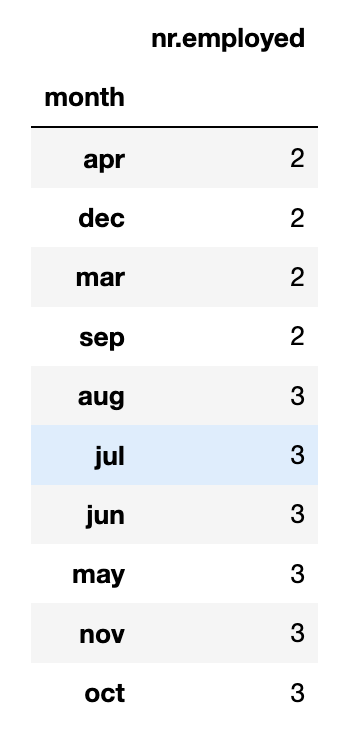 nr.employed
month
apr 2
dec 2
mar 2
sep 2
aug 3
jul 3
jun 3
may 3
nov 3
oct 3